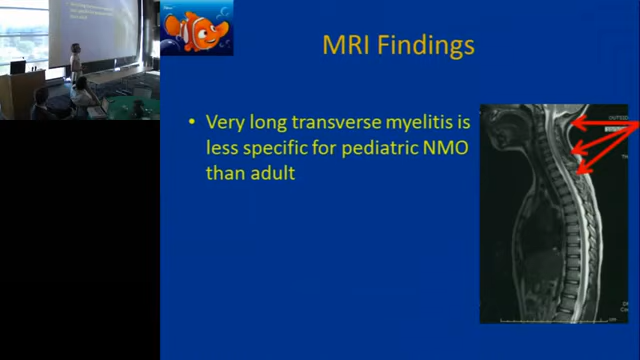 MRI Findings
• Very long transverse myelitis is
less specific for pediatric NMO
than adult